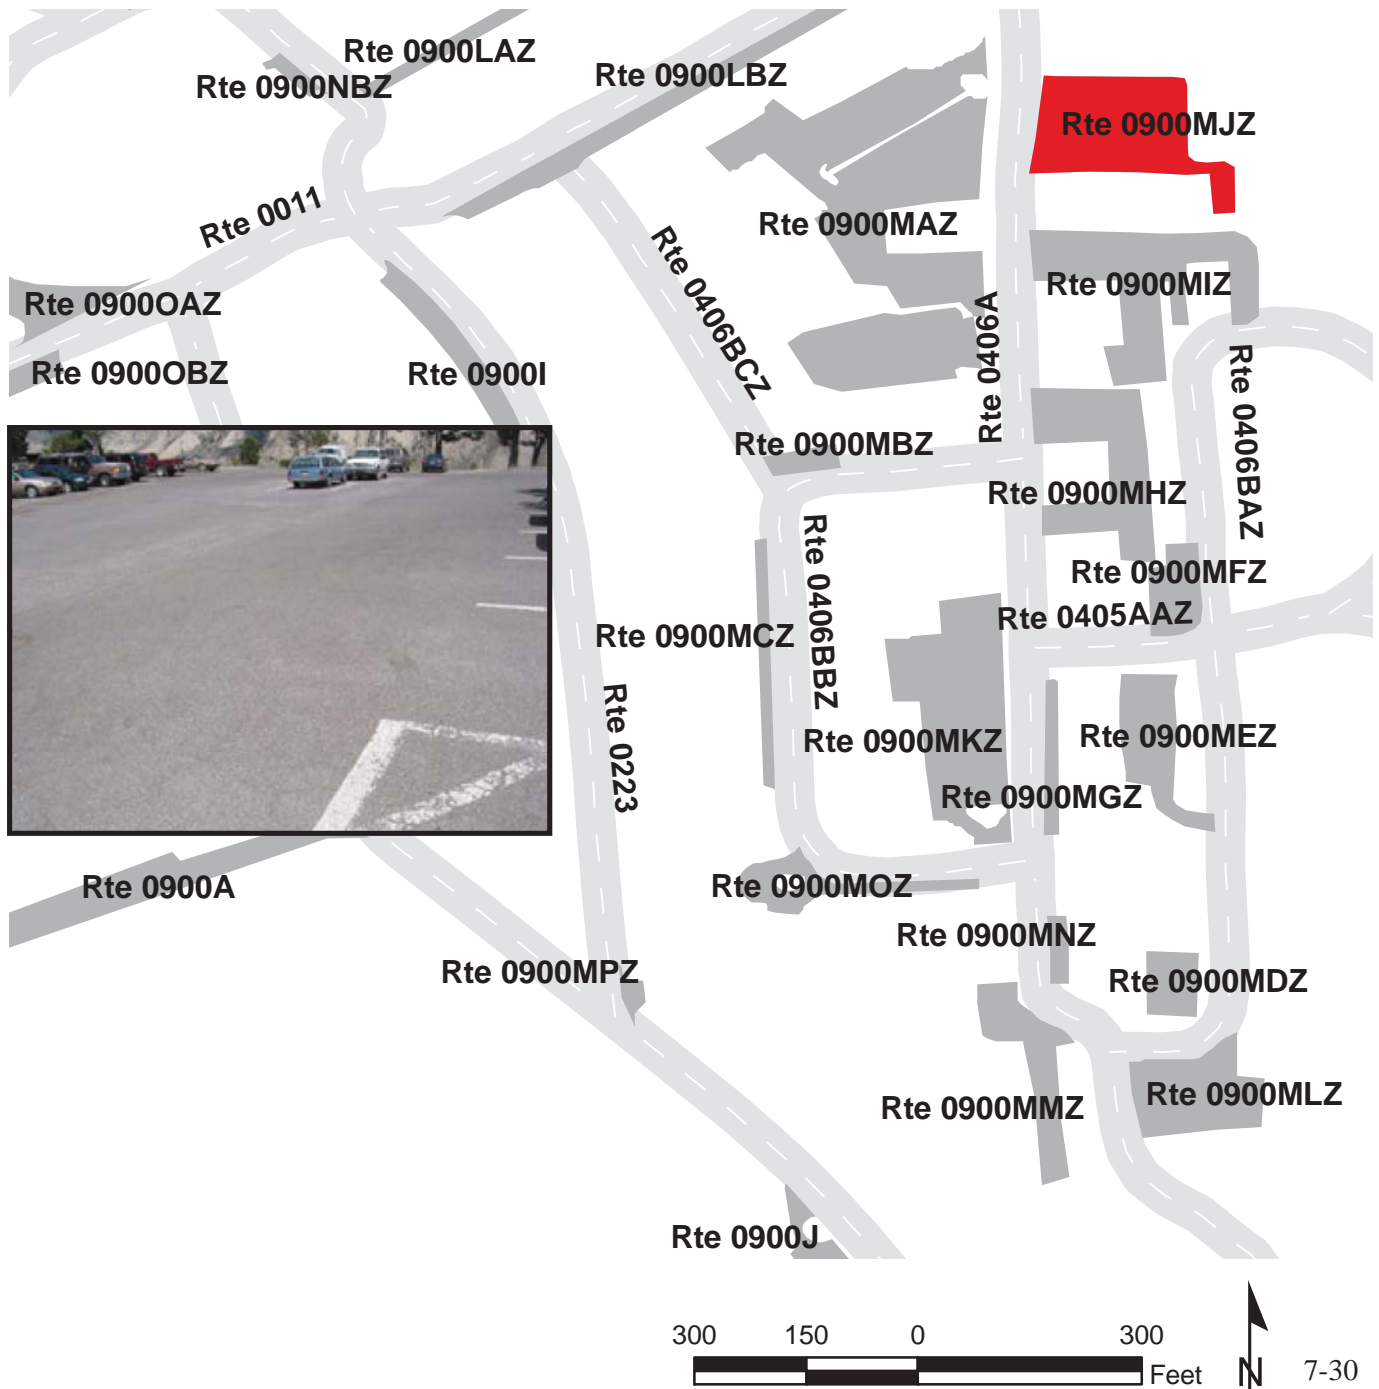 Rte 0900LAZ
Rte 0900NBZ
Rte 0900LBZ
Rte 0900MJZ
Rte 0011
Rte 0900MAZ
Rte 0406BCZ
Rte 0900MIZ
Rte 0900OAZ
Rte 0406A
Rte 0900OBZ
Rte 0900I
Rte 0406BAZ
Rte 0900MBZ
Rte 0900MHZ
Rte 0406BBZ
Rte 0900MFZ
Rte 0405AAZ
Rte 0900MCZ
Rte 0223
Rte 0900MKZ
Rte 0900MEZ
Rte 0900MGZ
Rte 0900A
Rte 0900MOZ
Rte 0900MNZ
Rte 0900MPZ
Rte 0900MDZ
Rte 0900MMZ
Rte 0900MLZ
Rte 0900J
300 150 0 300
Feet
N
7-30